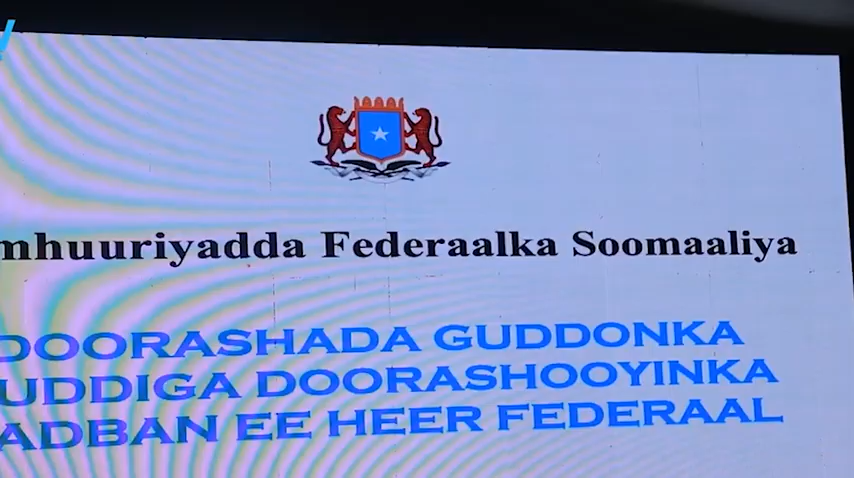 mhuuriyadda Federaalka Soomaaliya
DOORASHADA GUDDONKA
UDDIGA DOORASHOOYINKA
ADBAN EE HEER FEDERAAL